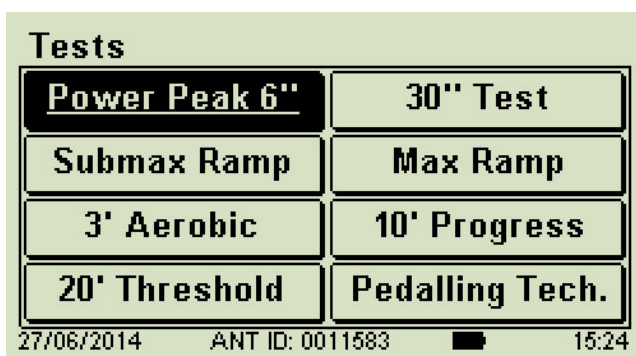 Tests
Power Peak 6"
30" Test
Submax Ramp
Max Ramp
3' Aerobic
10' Progress
20' Threshold
Pedalling Tech.
27/06/2014 ANT ID: 0011583 15:24